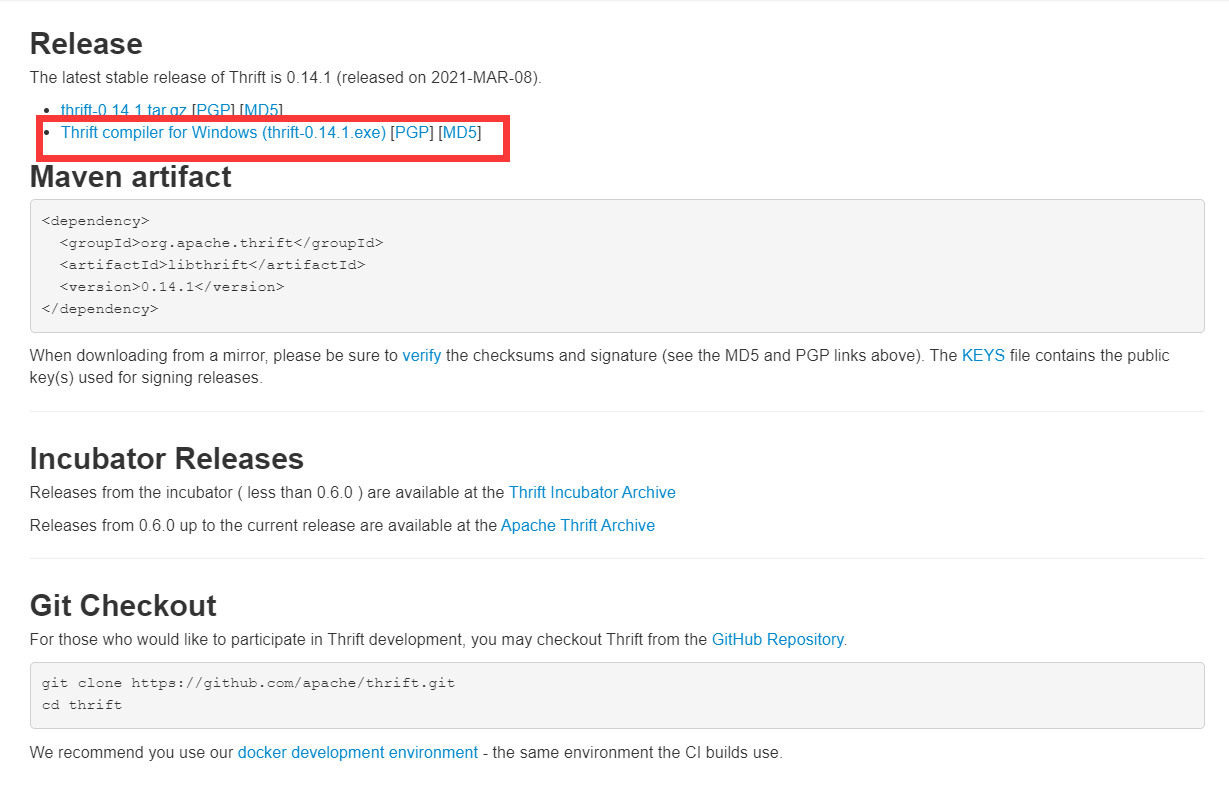 Release
The latest stable release of Thrift is 0.14.1 (released on 2021-MAR-08).
thrift-0.14.1.tar.gz [PGP] [MD5]
Thrift compiler for Windows (thrift-0.14.1.exe) [PGP] [MD5]
Maven artifact
<dependency>
  <groupId>org.apache.thrift</groupId>
  <artifactId>libthrift</artifactId>
  <version>0.14.1</version>
</dependency>
When downloading from a mirror, please be sure to verify the checksums and signature (see the MD5 and PGP links above). The KEYS file contains the public
key(s) used for signing releases.
Incubator Releases
Releases from the incubator ( less than 0.6.0 ) are available at the Thrift Incubator Archive
Releases from 0.6.0 up to the current release are available at the Apache Thrift Archive
Git Checkout
For those who would like to participate in Thrift development, you may checkout Thrift from the GitHub Repository.
git clone https://github.com/apache/thrift.git
cd thrift
We recommend you use our docker development environment - the same environment the CI builds use.